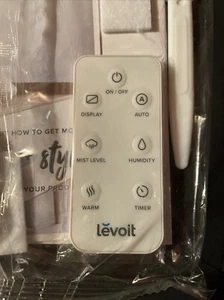 ON / OFF
DISPLAY
AUTO
MIST LEVEL
HUMIDITY
WARM
TIMER
levoit
HOW TO GET MO
sty
YOUR PROD